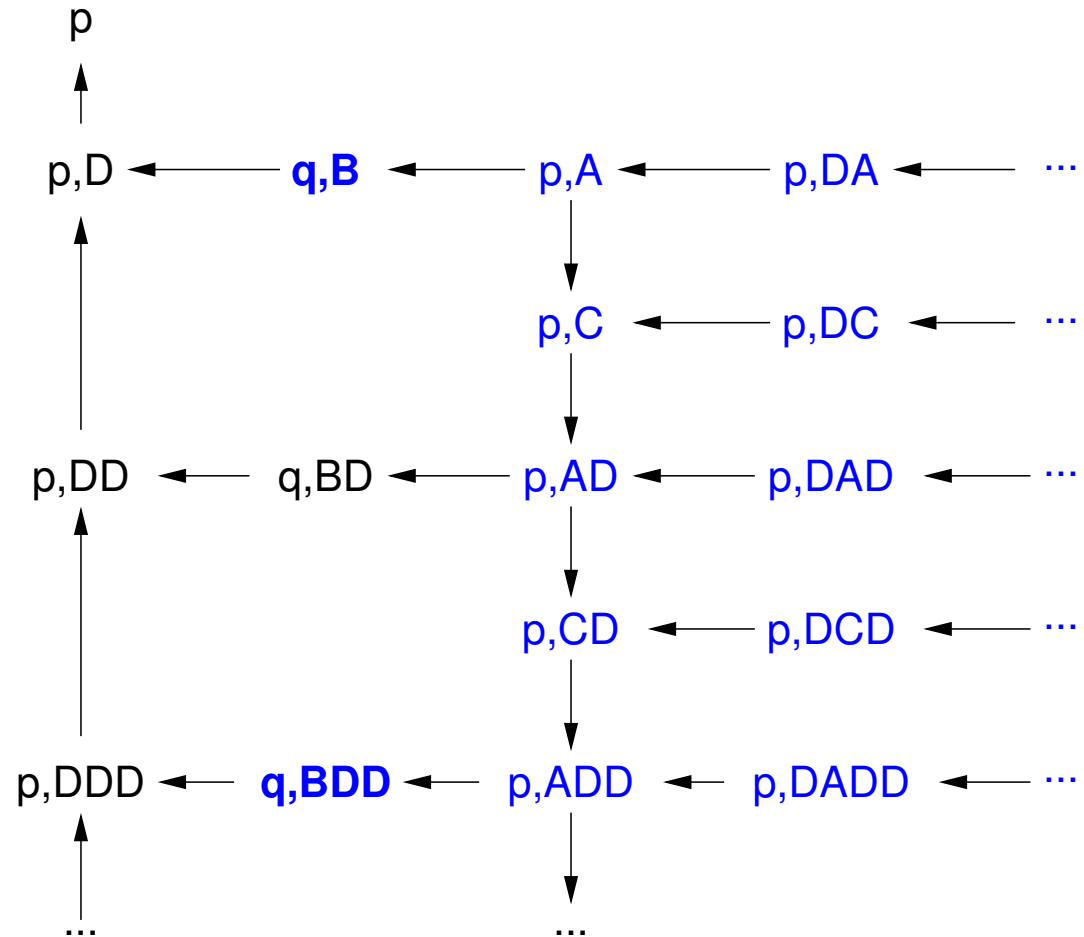 p
p,D q,B p,A p,DA ...
p,C p,DC ...
p,DD q,BD p,AD p,DAD ...
p,CD p,DCD ...
p,DDD q,BDD p,ADD p,DADD ...
... ...